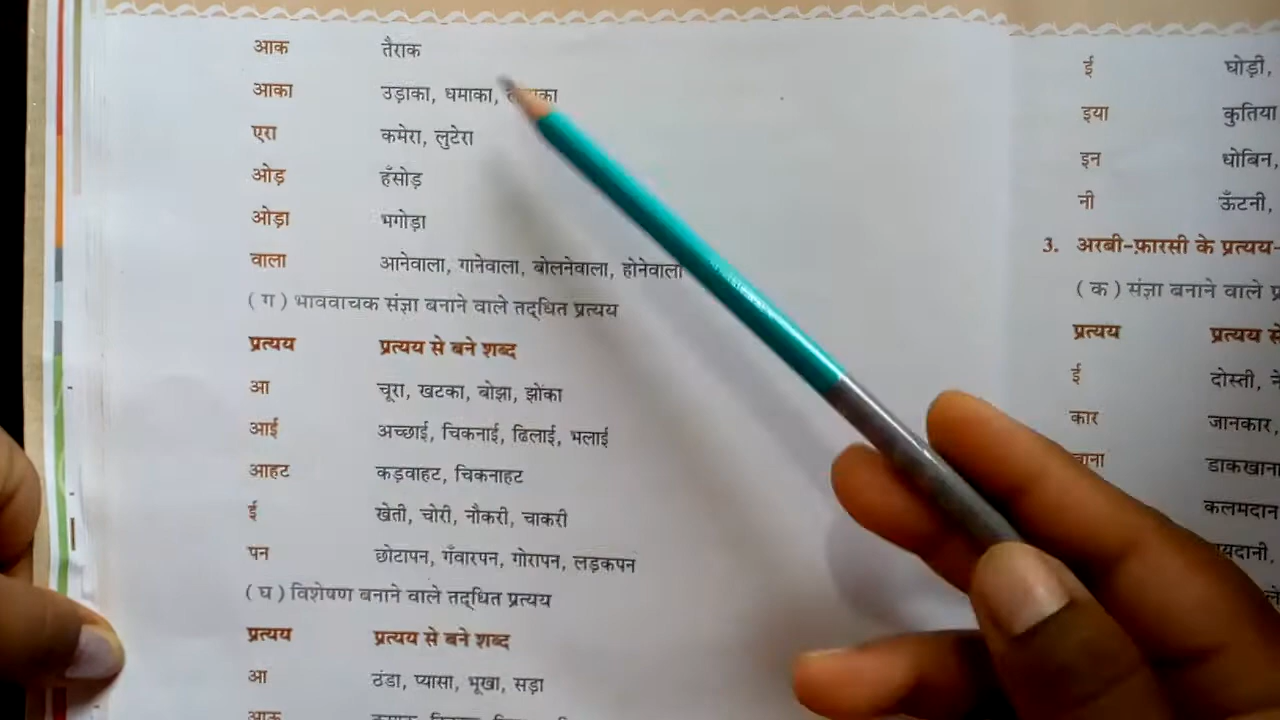 आक तैराक
आका उड़ाका, धमाका,
एरा कमेरा, लुटेरा
ओड़ हँसोड़
ओड़ा भगोड़ा
वाला आनेवाला, गानेवाला, बोलनेवाला, होनेवाला
( ग ) भाववाचक संज्ञा बनाने वाले तद्धित प्रत्यय
प्रत्यय प्रत्यय से बने शब्द
आ चूरा, खटका, बोझा, झोंका
आई अच्छाई, चिकनाई, ढिलाई, भलाई
आहट कड़वाहट, चिकनाहट
ई खेती, चोरी, नौकरी, चाकरी
पन छोटापन, गँवारपन, गोरापन, लड़कपन
( घ ) विशेषण बनाने वाले तद्धित प्रत्यय
प्रत्यय प्रत्यय से बने शब्द
आ ठंडा, प्यासा, भूखा, सड़ा
ई घोड़ी,
इया कुतिया
इन धोबिन,
नी ऊँटनी,
3. अरबी-फ़ारसी के प्रत्यय-
( क ) संज्ञा बनाने वाले
प्रत्यय प्रत्यय
ई दोस्ती,
कार जानकार,
डाकखाना
कलमदान